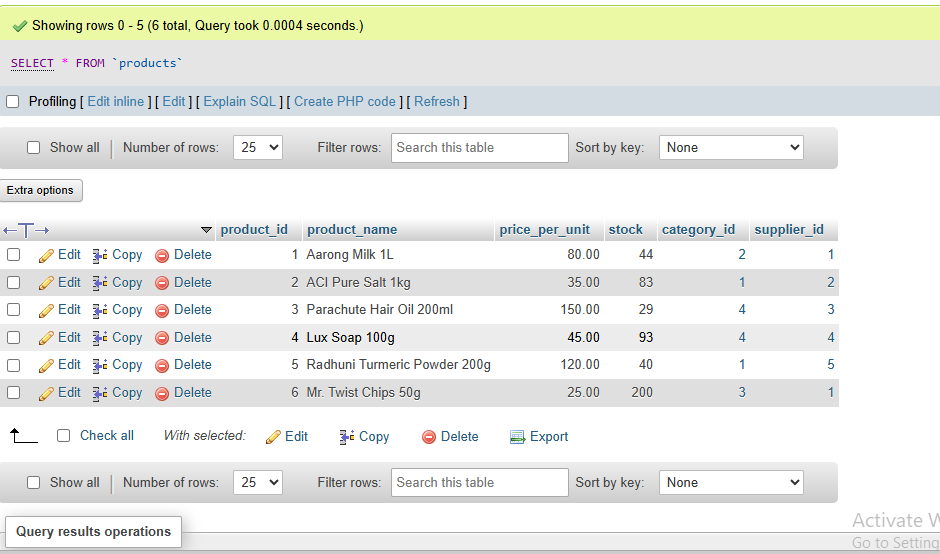 Showing rows 0 - 5 (6 total, Query took 0.0004 seconds.)
SELECT * FROM `products`
Profiling [ Edit inline ] [ Edit ] [ Explain SQL ] [ Create PHP code ] [ Refresh ]
Show all | Number of rows: 25 Filter rows: Search this table Sort by key: None
Extra options
product_id product_name price_per_unit stock category_id supplier_id
Edit Copy Delete 1 Aarong Milk 1L 80.00 44 2 1
Edit Copy Delete 2 ACI Pure Salt 1kg 35.00 83 1 2
Edit Copy Delete 3 Parachute Hair Oil 200ml 150.00 29 4 3
Edit Copy Delete 4 Lux Soap 100g 45.00 93 4 4
Edit Copy Delete 5 Radhuni Turmeric Powder 200g 120.00 40 1 5
Edit Copy Delete 6 Mr. Twist Chips 50g 25.00 200 3 1
Check all With selected: Edit Copy Delete Export
Show all | Number of rows: 25 Filter rows: Search this table Sort by key: None
Query results operations
Activate W
Go to Setting